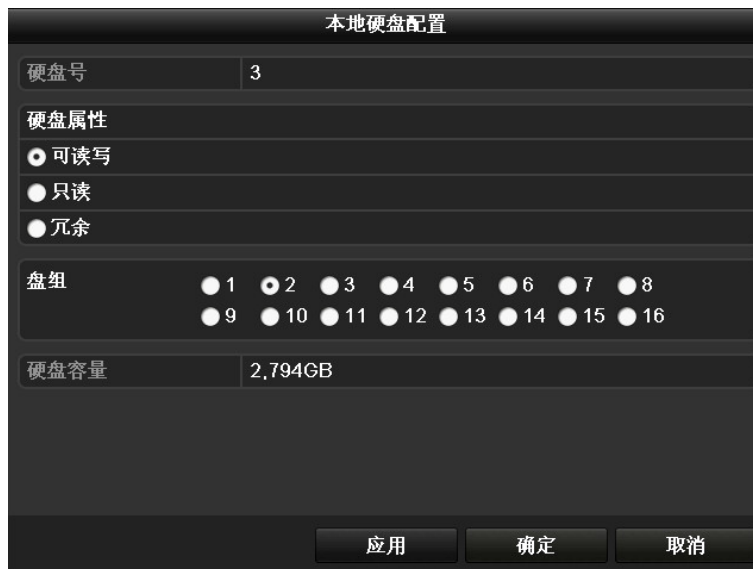 本地硬盘配置
硬盘号 3
硬盘属性
可读写
只读
冗余
盘组 1 2 3 4 5 6 7 8
9 10 11 12 13 14 15 16
硬盘容量 2,794GB
应用 确定 取消